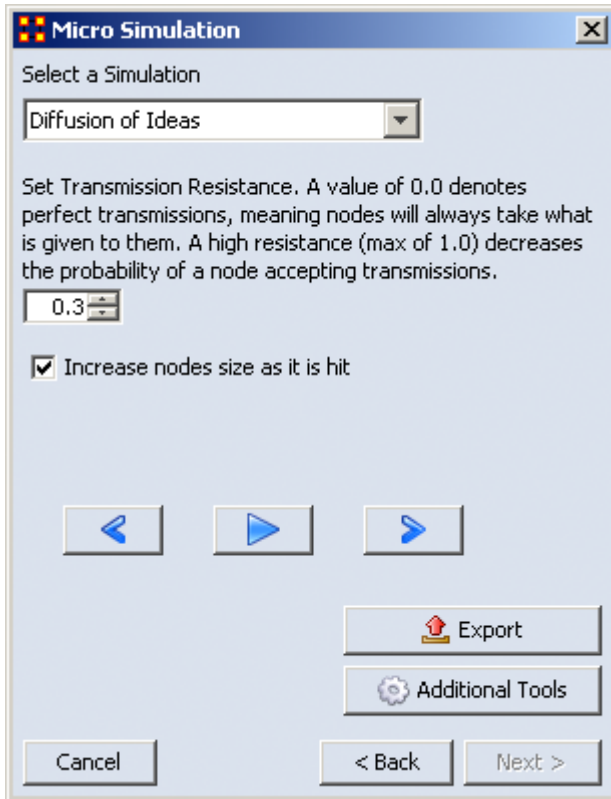 Micro Simulation
Select a Simulation
Diffusion of Ideas
Set Transmission Resistance. A value of 0.0 denotes
perfect transmissions, meaning nodes will always take what
is given to them. A high resistance (max of 1.0) decreases
the probability of a node accepting transmissions.
0.3
Increase nodes size as it is hit
Export
Additional Tools
Cancel
< Back
Next >